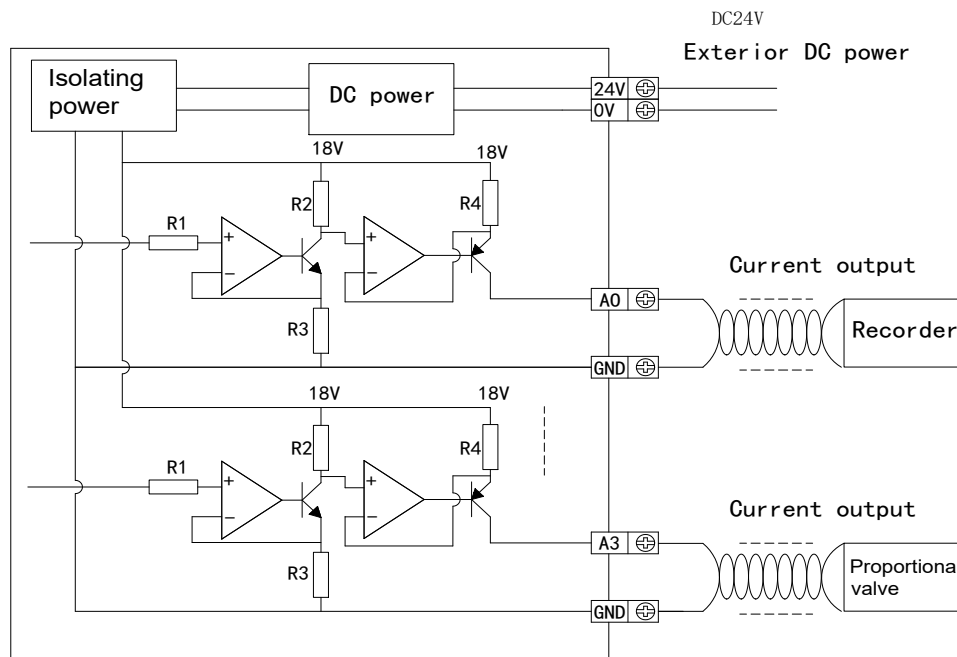 DC24V
Exterior DC power
Isolating
power
DC power
24V
0V
18V
18V
R2
R4
R1
+
+
-
-
Current output
A0
R3
Recorder
GND
18V
18V
R2
R4
R1
+
+
-
-
Current output
A3
R3
Proportiona
valve
GND